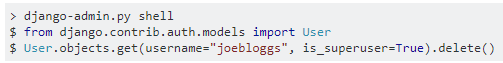 > django-admin.py shell
$ from django.contrib.auth.models import User
$ User.objects.get(username="joebloggs", is_superuser=True).delete()